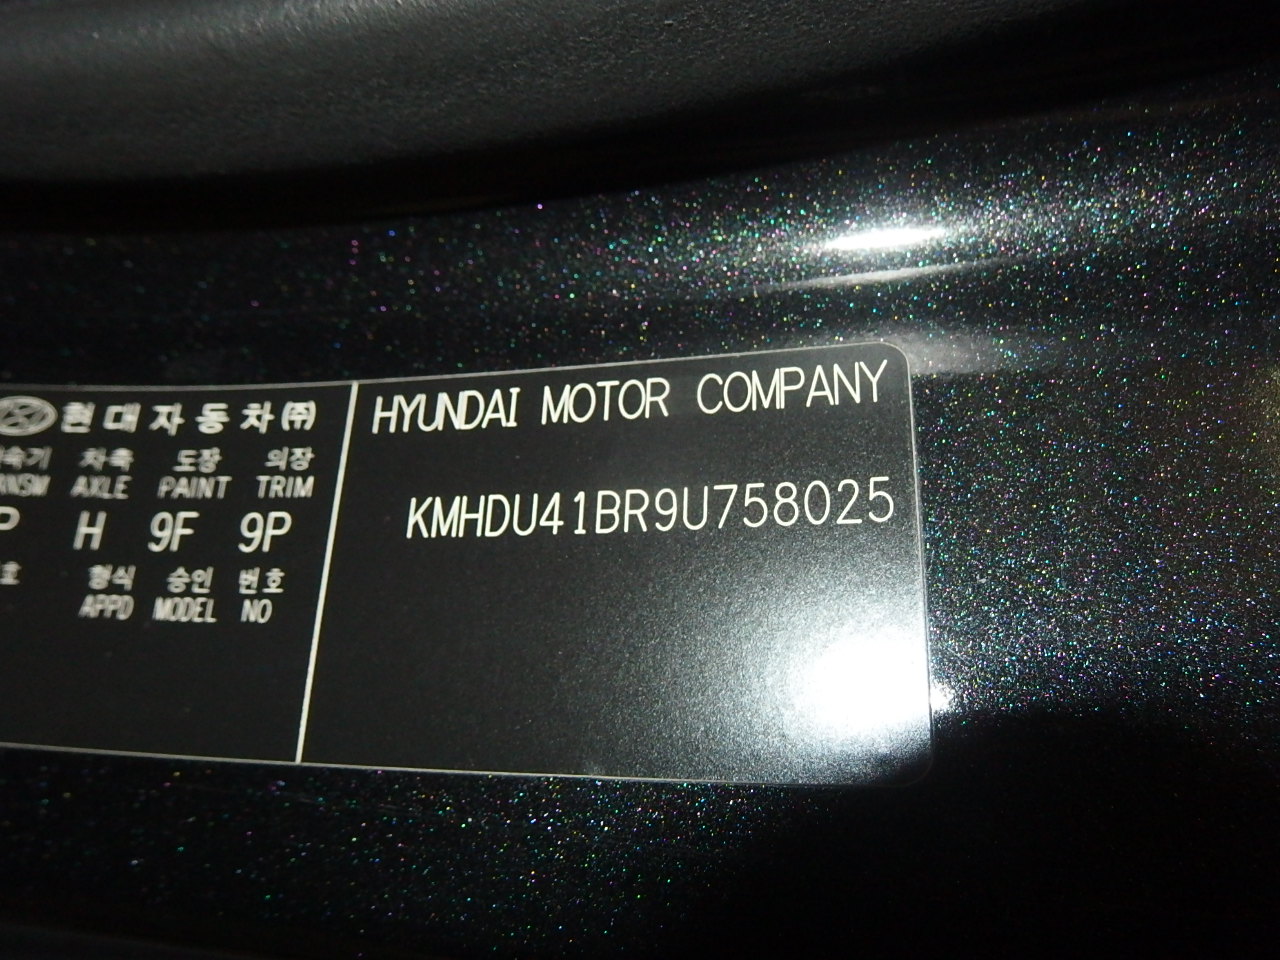 현대자동차㈜
차축 도장 의장
AXLE PAINT TRIM
P H 9F 9P
형식 승인 번호
APPD MODEL NO
HYUNDAI MOTOR COMPANY
KMHDU41BR9U758025